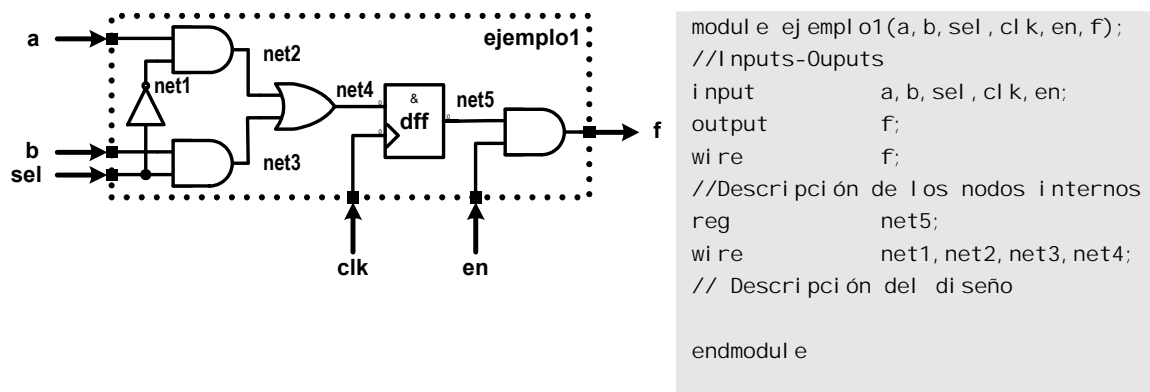 ejemplo1
a
net2
net1
net4
&
net5
dff
f
b
net3
sel
clk
en
module ejemplo1(a,b,sel,clk,en,f);
//Inputs-Ouputs
input a,b,sel,clk,en;
output f;
wire f;
//Descripción de los nodos internos
reg net5;
wire net1,net2,net3,net4;
// Descripción del diseño
endmodule